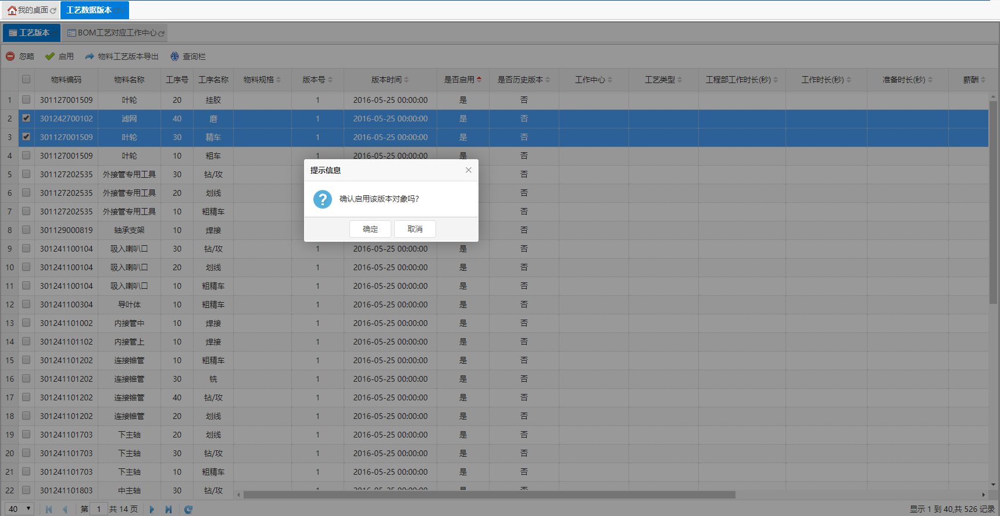 我的桌面 工艺数据版本
工艺版本 BOM工艺对应工作中心
忽略 启用 物料工艺版本导出 查询栏
物料编码 物料名称 工序号 工序名称 物料规格 版本号 版本时间 是否启用 是否历史版本 工作中心 工艺类型 工程部工作时长(秒) 工作时长(秒) 准备时长(秒) 薪酬
1 301127001509 叶轮 20 挂胶 1 2016-05-25 00:00:00 是 否
2 301242700102 滤网 40 磨 1 2016-05-25 00:00:00 是 否
3 301127001509 叶轮 30 精车 1 2016-05-25 00:00:00 是 否
4 301127001509 叶轮 10 粗车 1 2016-05-25 00:00:00 是 否
提示信息
5 301127202535 外接管专用工具 30 钻/攻 否
6 301127202535 外接管专用工具 20 划线 否
确认启用该版本对象吗?
7 301127202535 外接管专用工具 10 粗精车 否
8 301129000819 轴承支架 10 焊接 否
确定 取消
9 301241100104 吸入喇叭口 30 钻/攻 1 2016-05-25 00:00:00 是 否
10 301241100104 吸入喇叭口 20 划线 1 2016-05-25 00:00:00 是 否
11 301241100104 吸入喇叭口 10 粗精车 1 2016-05-25 00:00:00 是 否
12 301241100304 导叶体 10 粗精车 1 2016-05-25 00:00:00 是 否
13 301241101002 内接管中 10 焊接 1 2016-05-25 00:00:00 是 否
14 301241101102 内接管上 10 焊接 1 2016-05-25 00:00:00 是 否
15 301241101202 连接锥管 10 粗精车 1 2016-05-25 00:00:00 是 否
16 301241101202 连接锥管 30 铣 1 2016-05-25 00:00:00 是 否
17 301241101202 连接锥管 40 钻/攻 1 2016-05-25 00:00:00 是 否
18 301241101202 连接锥管 20 划线 1 2016-05-25 00:00:00 是 否
19 301241101703 下主轴 20 划线 1 2016-05-25 00:00:00 是 否
20 301241101703 下主轴 30 钻/攻 1 2016-05-25 00:00:00 是 否
21 301241101703 下主轴 10 粗精车 1 2016-05-25 00:00:00 是 否
22 301241101803 中主轴 30 钻/攻
40 第 1 共 14 页 显示 1 到 40,共 526 记录